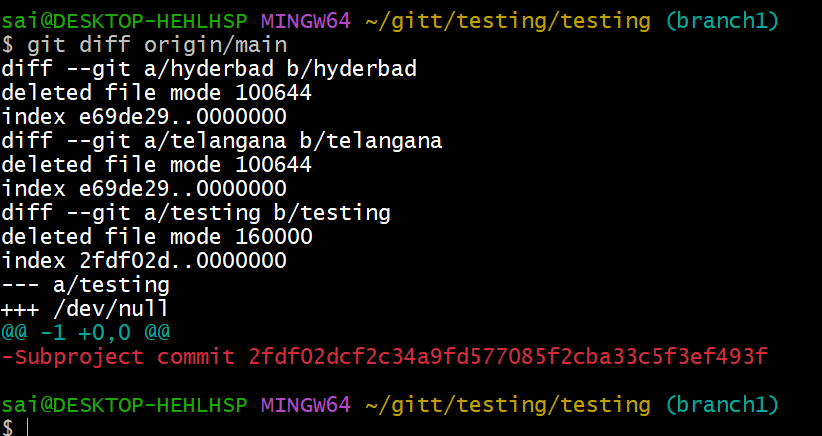 sai@DESKTOP-HEHLHSP MINGW64 ~/gitt/testing/testing (branch1)
$ git diff origin/main
diff --git a/hyderbad b/hyderbad
deleted file mode 100644
index e69de29..0000000
diff --git a/telangana b/telangana
deleted file mode 100644
index e69de29..0000000
diff --git a/testing b/testing
deleted file mode 160000
index 2fdf02d..0000000
--- a/testing
+++ /dev/null
@@ -1 +0,0 @@
-Subproject commit 2fdf02dcf2c34a9fd577085f2cba33c5f3ef493f
sai@DESKTOP-HEHLHSP MINGW64 ~/gitt/testing/testing (branch1)
$